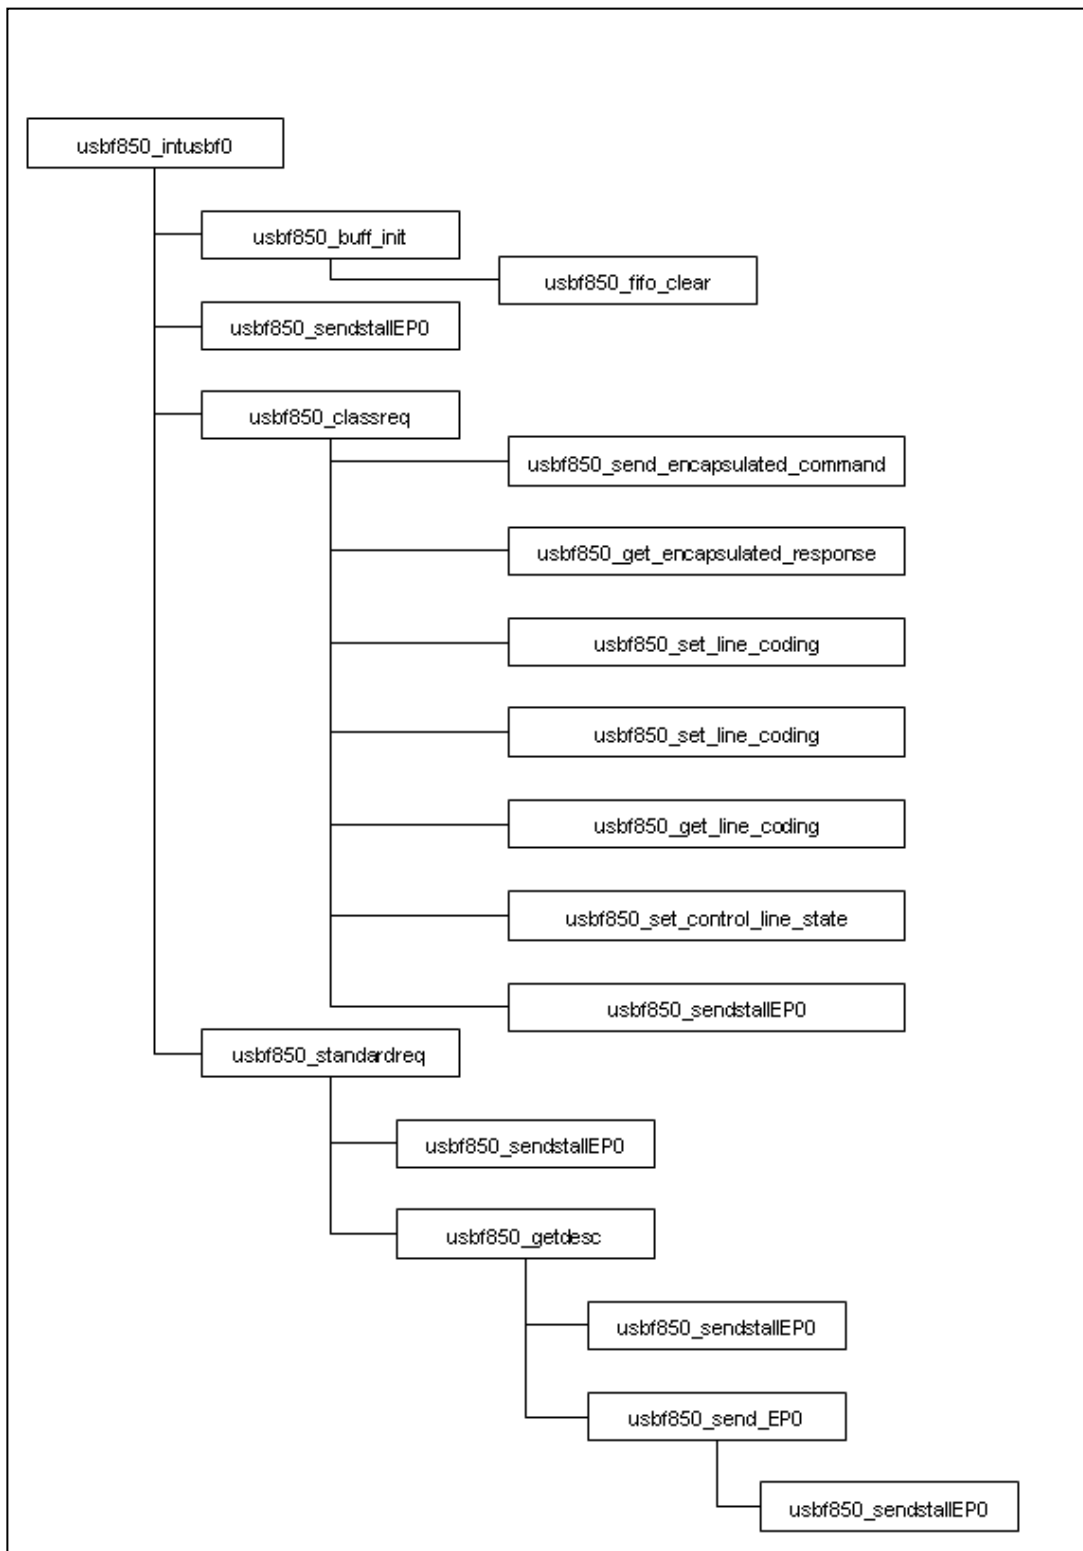 usbf850_intusbf0
usbf850_buff_init
usbf850_fifo_clear
usbf850_sendstallEP0
usbf850_classreq
usbf850_send_encapsulated_command
usbf850_get_encapsulated_response
usbf850_set_line_coding
usbf850_set_line_coding
usbf850_get_line_coding
usbf850_set_control_line_state
usbf850_sendstallEP0
usbf850_standardreq
usbf850_sendstallEP0
usbf850_getdesc
usbf850_sendstallEP0
usbf850_send_EP0
usbf850_sendstallEP0